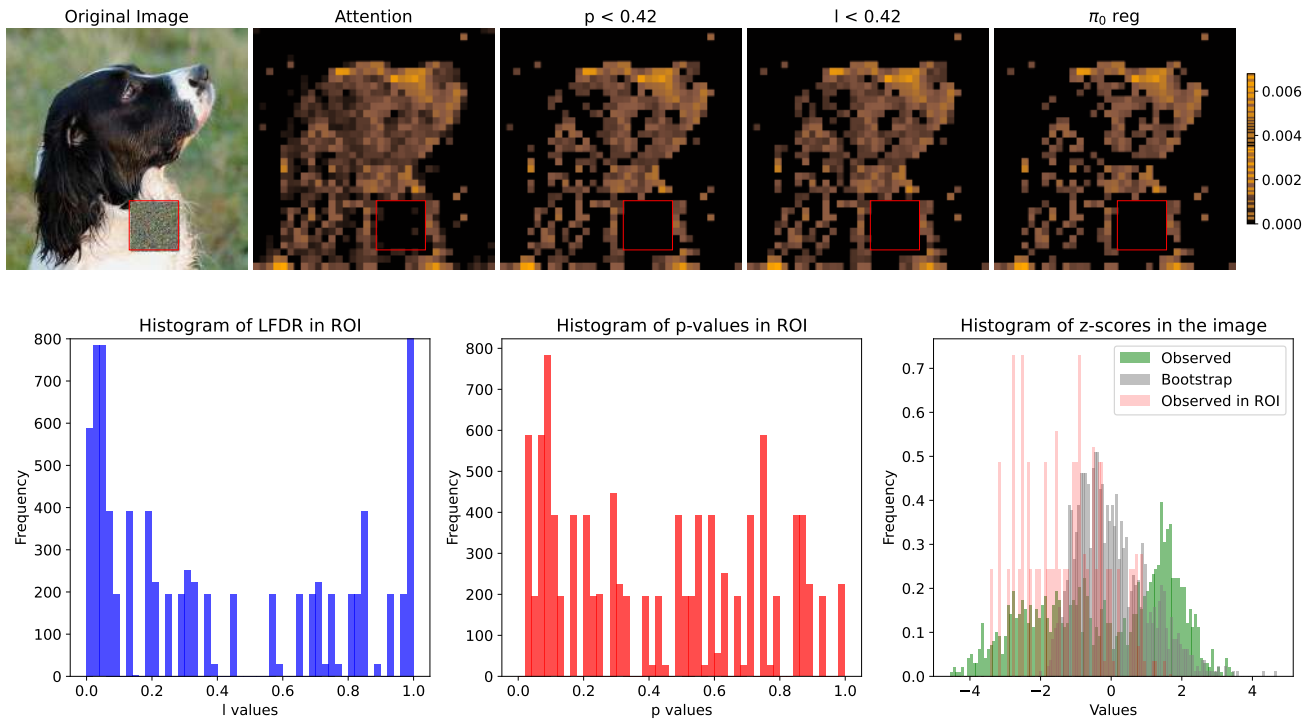 Original Image
Attention
p < 0.42
l < 0.42
π₀ reg
0.006
0.004
0.002
0.000
Histogram of LFDR in ROI
800
700
600
500
400
300
200
100
0
Frequency
0.0 0.2 0.4 0.6 0.8 1.0
l values
Histogram of p-values in ROI
800
700
600
500
400
300
200
100
0
Frequency
0.0 0.2 0.4 0.6 0.8 1.0
p values
Histogram of z-scores in the image
Observed
Bootstrap
Observed in ROI
0.7
0.6
0.5
0.4
0.3
0.2
0.1
0.0
Frequency
−4 −2 0 2 4
Values